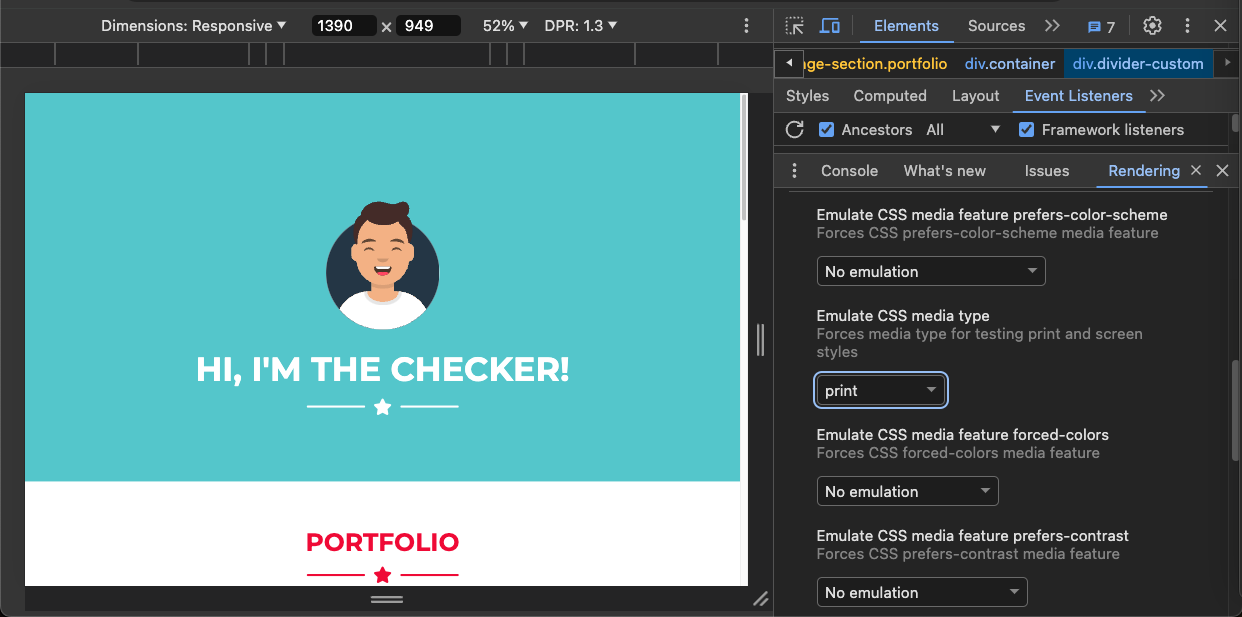 Dimensions: Responsive 1390 x 949 52% DPR: 1.3
Elements Sources 7
age-section.portfolio div.container div.divider-custom
Styles Computed Layout Event Listeners
Ancestors All Framework listeners
Console What's new Issues Rendering
Emulate CSS media feature prefers-color-scheme
Forces CSS prefers-color-scheme media feature
No emulation
Emulate CSS media type
Forces media type for testing print and screen
styles
print
Emulate CSS media feature forced-colors
Forces CSS forced-colors media feature
No emulation
Emulate CSS media feature prefers-contrast
Forces CSS prefers-contrast media feature
No emulation
HI, I'M THE CHECKER!
PORTFOLIO